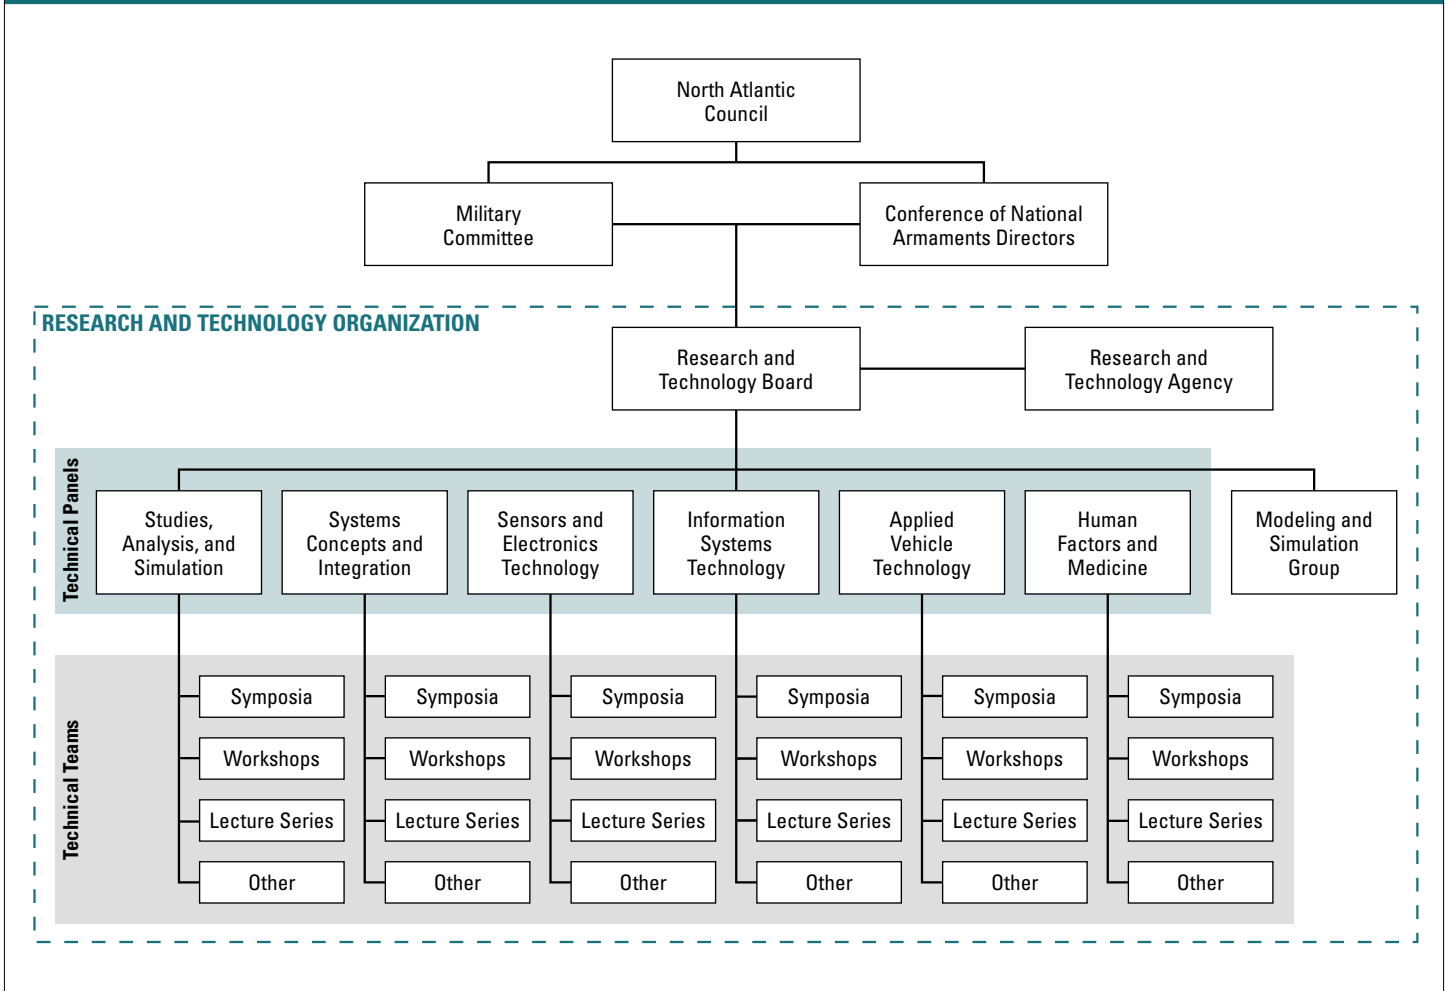 North Atlantic
Council
Military
Committee
Conference of National
Armaments Directors
RESEARCH AND TECHNOLOGY ORGANIZATION
Research and
Technology Board
Research and
Technology Agency
Technical Panels
Studies,
Analysis, and
Simulation
Systems
Concepts and
Integration
Sensors and
Electronics
Technology
Information
Systems
Technology
Applied
Vehicle
Technology
Human
Factors and
Medicine
Modeling and
Simulation
Group
Technical Teams
Symposia
Workshops
Lecture Series
Other
Symposia
Workshops
Lecture Series
Other
Symposia
Workshops
Lecture Series
Other
Symposia
Workshops
Lecture Series
Other
Symposia
Workshops
Lecture Series
Other
Symposia
Workshops
Lecture Series
Other